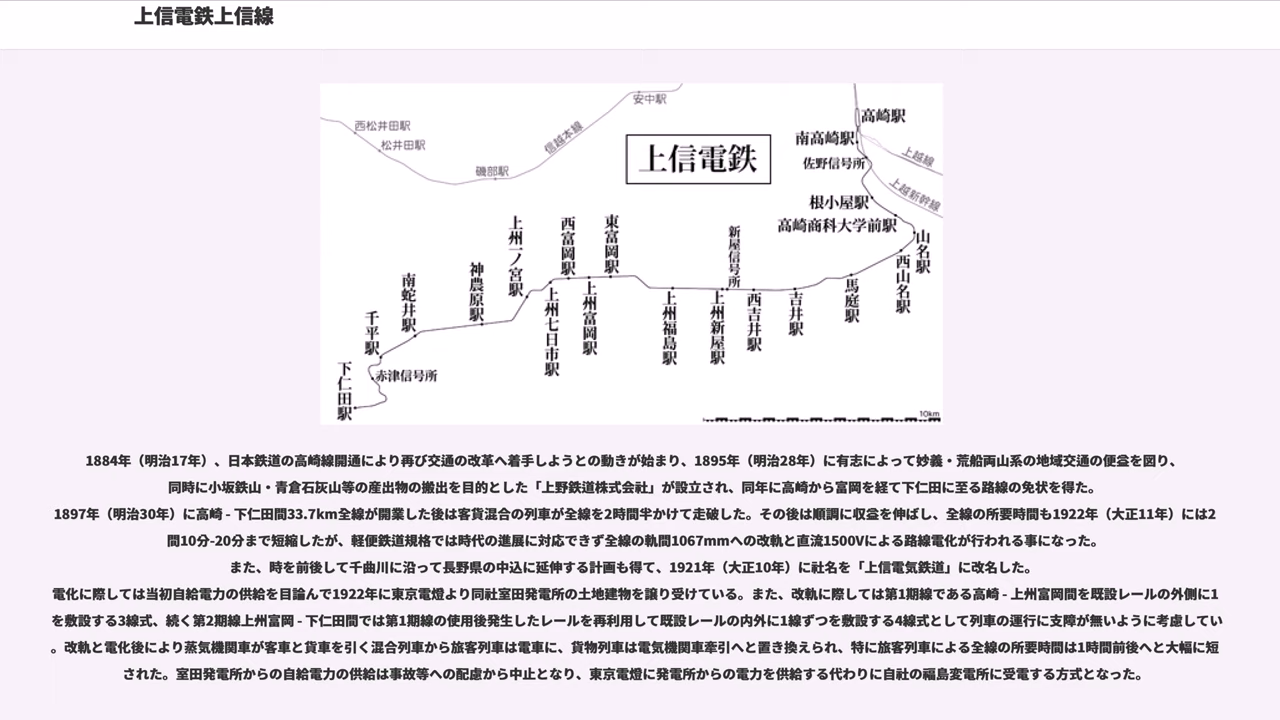 上信電鉄上信線
安中駅
西松井田駅
松井田駅
磯部駅
信越本線
上信電鉄
高崎駅
南高崎駅
佐野信号所
上越線
上越新幹線
根小屋駅
高崎商科大学前駅
山名駅
西山名駅
馬庭駅
吉井駅
西吉井駅
新屋信号所
上州新屋駅
上州福島駅
東富岡駅
上州富岡駅
西富岡駅
上州七日市駅
上州一ノ宮駅
神農原駅
南蛇井駅
千平駅
赤津信号所
下仁田駅
10km
1884年（明治17年）、日本鉄道の高崎線開通により再び交通の改革へ着手しようとの動きが始まり、1895年（明治28年）に有志によって妙義・荒船両山系の地域交通の便益を図り、
同時に小坂鉄山・青倉石灰山等の産出物の搬出を目的とした「上野鉄道株式会社」が設立され、同年に高崎から富岡を経て下仁田に至る路線の免状を得た。
1897年（明治30年）に高崎 - 下仁田間33.7km全線が開業した後は客貨混合の列車が全線を2時間半かけて走破した。その後は順調に収益を伸ばし、全線の所要時間も1922年（大正11年）には2
間10分-20分まで短縮したが、軽便鉄道規格では時代の進展に対応できず全線の軌間1067mmへの改軌と直流1500Vによる路線電化が行われる事になった。
また、時を前後して千曲川に沿って長野県の中込に延伸する計画も得て、1921年（大正10年）に社名を「上信電気鉄道」に改名した。
電化に際しては当初自給電力の供給を目論んで1922年に東京電燈より同社室田発電所の土地建物を譲り受けている。また、改軌に際しては第1期線である高崎 - 上州富岡間を既設レールの外側に1
を敷設する3線式、続く第2期線上州富岡 - 下仁田間では第1期線の使用後発生したレールを再利用して既設レールの内外に1線ずつを敷設する4線式として列車の運行に支障が無いように考慮してい
。改軌と電化後により蒸気機関車が客車と貨車を引く混合列車から旅客列車は電車に、貨物列車は電気機関車牽引へと置き換えられ、特に旅客列車による全線の所要時間は1時間前後へと大幅に短
された。室田発電所からの自給電力の供給は事故等への配慮から中止となり、東京電燈に発電所からの電力を供給する代わりに自社の福島変電所に受電する方式となった。